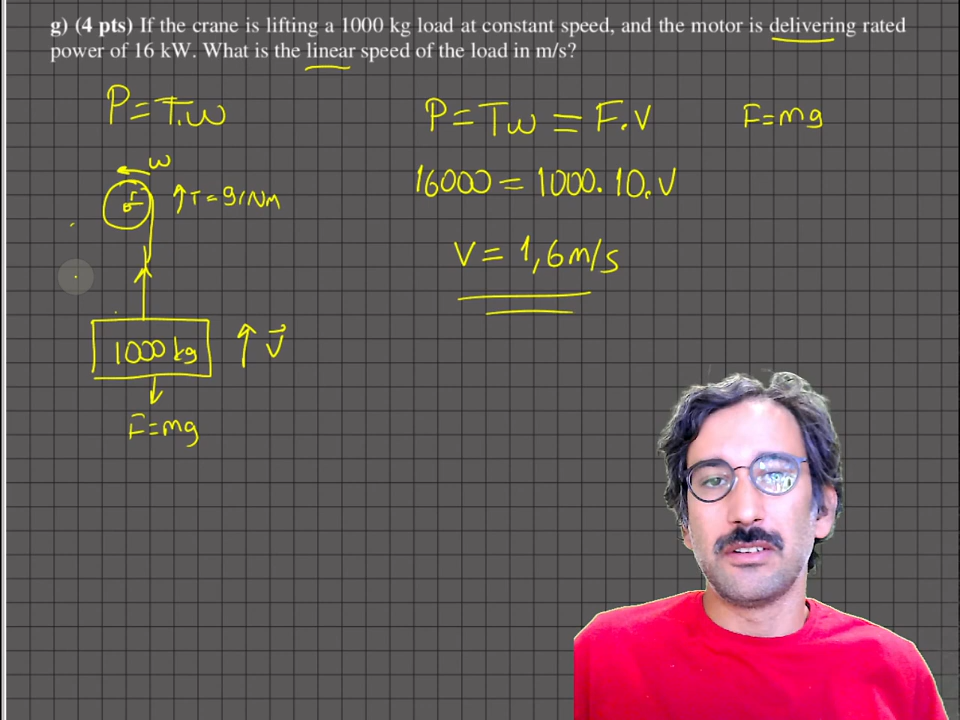 g) (4 pts) If the crane is lifting a 1000 kg load at constant speed, and the motor is delivering rated
power of 16 kW. What is the linear speed of the load in m/s?
P=T.ω
P=Tω=F.V
F=mg
ω
r
↑T=91Nm
16000=1000.10.V
V=1,6m/s
1000kg
↑V⃗
F=mg